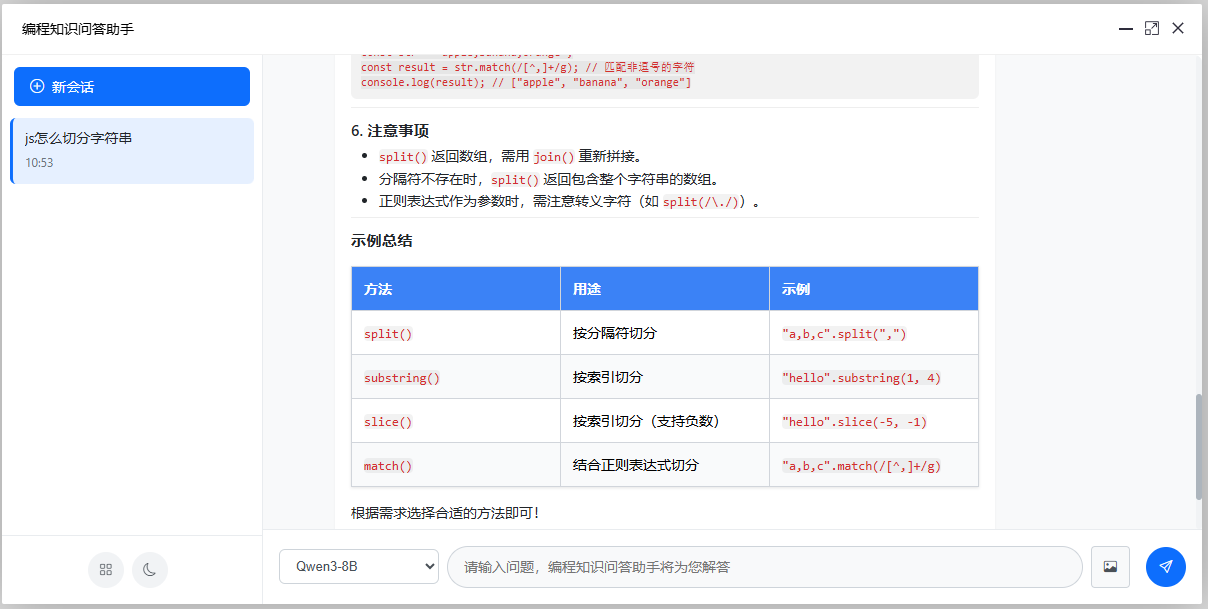 编程知识问答助手
新会话
js怎么切分字符串
10:53
const result = str.match(/[^,]+/g); // 匹配非逗号的字符
console.log(result); // ["apple", "banana", "orange"]
6. 注意事项
split() 返回数组，需用 join() 重新拼接。
分隔符不存在时，split() 返回包含整个字符串的数组。
正则表达式作为参数时，需注意转义字符（如 split(/\./)）。
示例总结
方法 用途 示例
split() 按分隔符切分 "a,b,c".split(",")
substring() 按索引切分 "hello".substring(1, 4)
slice() 按索引切分（支持负数） "hello".slice(-5, -1)
match() 结合正则表达式切分 "a,b,c".match(/[^,]+/g)
根据需求选择合适的方法即可！
Qwen3-8B
请输入问题，编程知识问答助手将为您解答